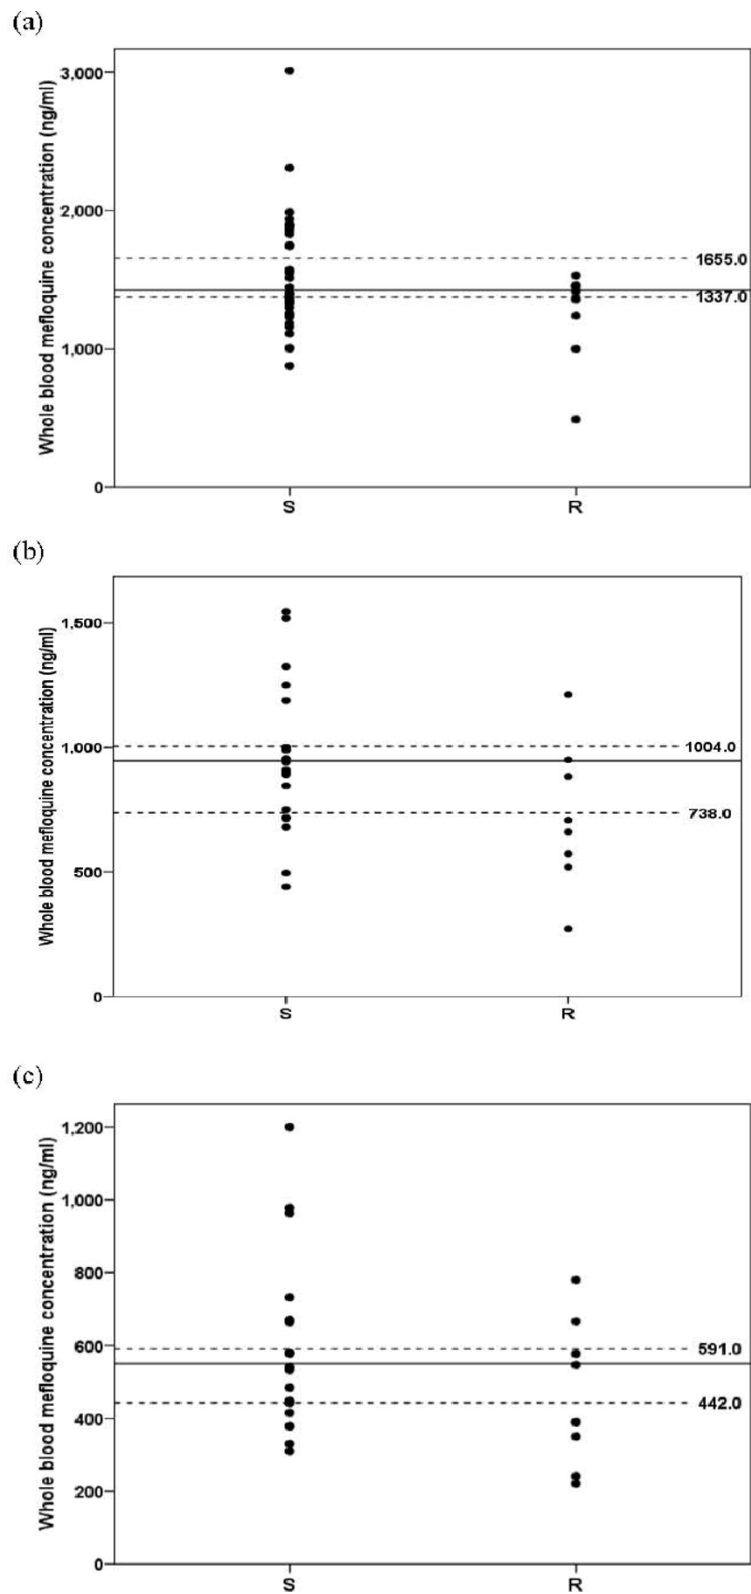 (a)
Whole blood mefloquine concentration (ng/ml)
3,000
2,000
1,000
0
1655.0
1337.0
S R
(b)
Whole blood mefloquine concentration (ng/ml)
1,500
1,000
500
0
1004.0
738.0
S R
(c)
Whole blood mefloquine concentration (ng/ml)
1,200
1,000
800
600
400
200
0
591.0
442.0
S R